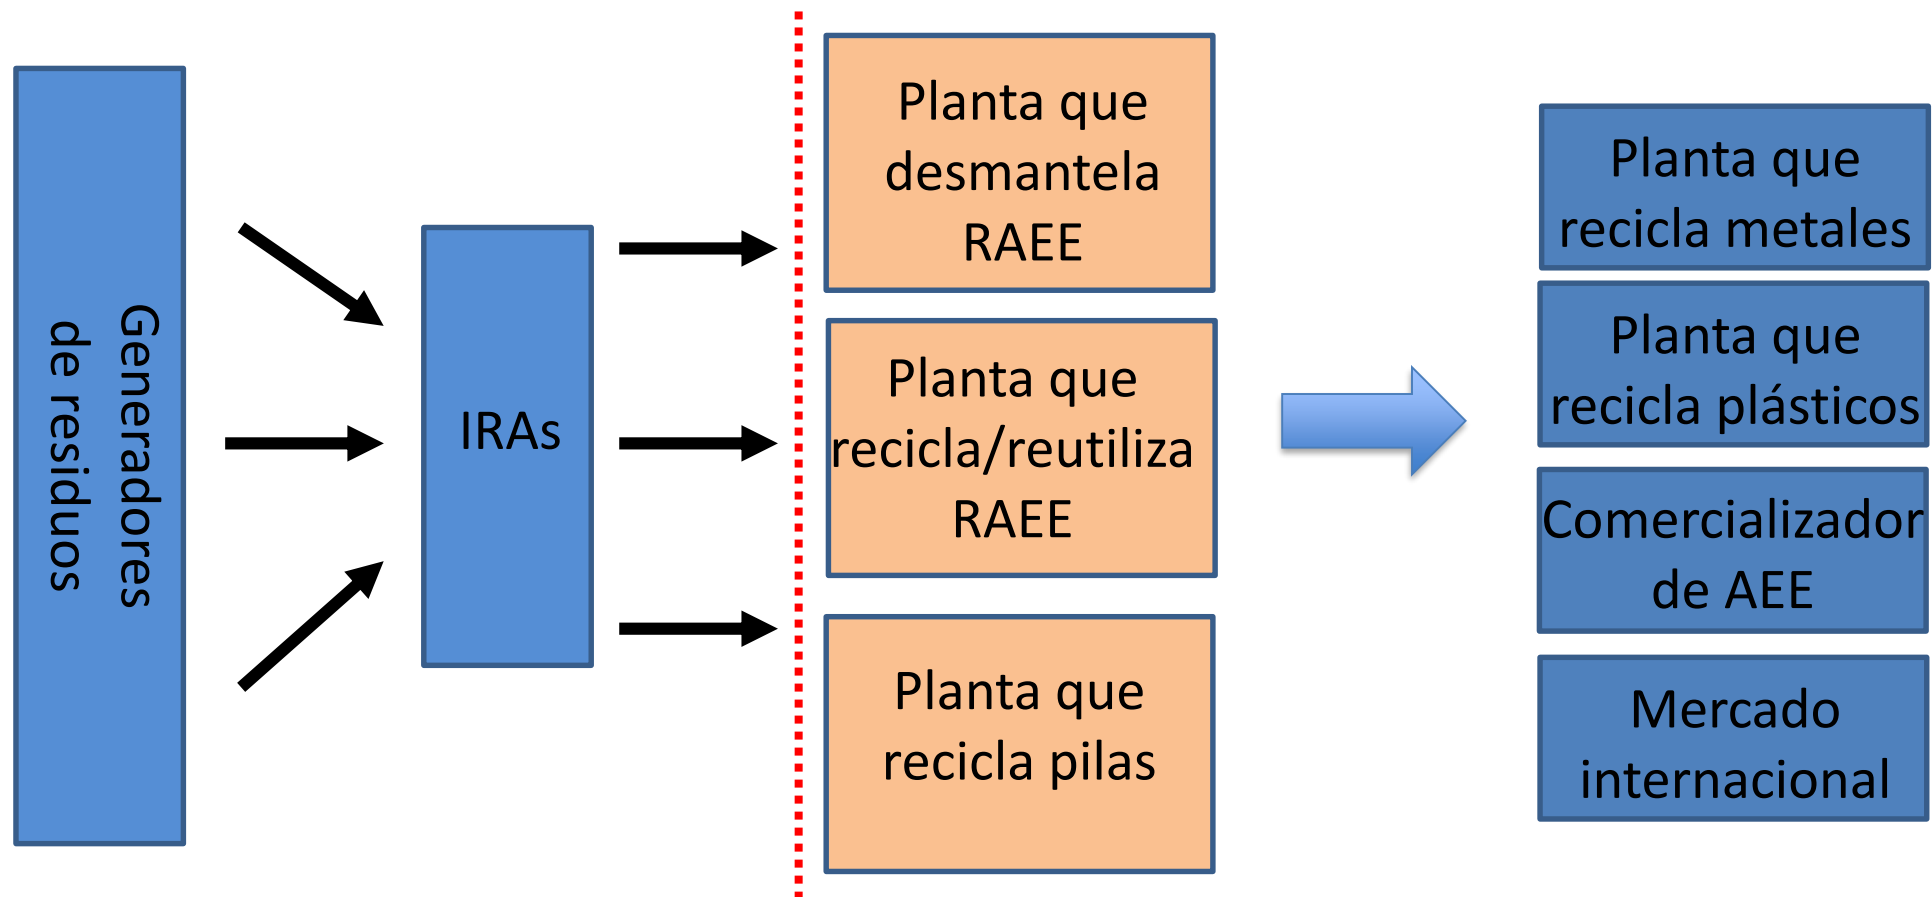 Generadores
de residuos
IRAs
Planta que
desmantela
RAEE
Planta que
recicla/reutiliza
RAEE
Planta que
recicla pilas
Planta que
recicla metales
Planta que
recicla plásticos
Comercializador
de AEE
Mercado
internacional